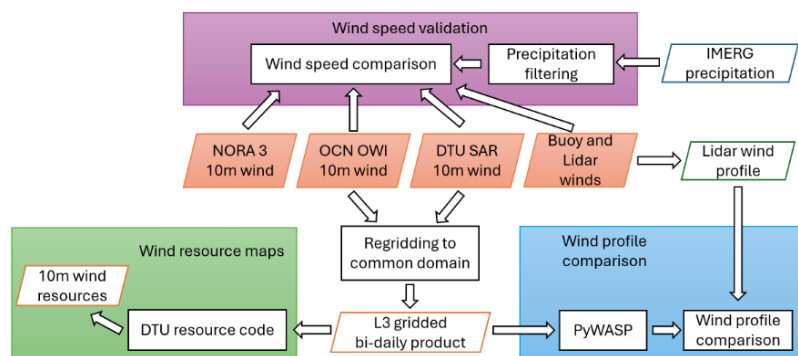 Wind speed validation
Wind speed comparison
Precipitation
filtering
IMERG
precipitation
NORA 3
10m wind
OCN OWI
10m wind
DTU SAR
10m wind
Buoy and
Lidar
winds
Lidar wind
profile
Wind resource maps
10m wind
resources
DTU resource code
Regridding to
common domain
L3 gridded
bi-daily product
Wind profile
comparison
PyWASP
Wind profile
comparison